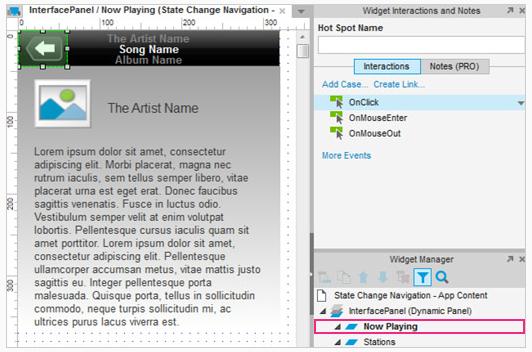 InterfacePanel / Now Playing (State Change Navigation -
0 100 200 300
0
100
200
300
The Artist Name
Song Name
Album Name
The Artist Name
Lorem ipsum dolor sit amet, consectetur
adipiscing elit. Morbi placerat, magna nec
rutrum iaculis, sem tellus semper libero, vitae
placerat urna est eget erat. Donec faucibus
sagittis venenatis. Fusce in luctus odio.
Vestibulum semper velit at enim volutpat
lobortis. Pellentesque cursus iaculis quam sit
amet porttitor. Lorem ipsum dolor sit amet,
consectetur adipiscing elit. Pellentesque
ullamcorper accumsan metus, vitae mattis justo
sagittis eu. Integer pellentesque porta
malesuada. Quisque porta, tellus in sollicitudin
commodo, neque turpis sollicitudin mi, ac
ultrices purus lacus viverra est.
Widget Interactions and Notes
Hot Spot Name
Interactions Notes (PRO)
Add Case... Create Link...
OnClick
OnMouseEnter
OnMouseOut
More Events
Widget Manager
State Change Navigation - App Content
InterfacePanel (Dynamic Panel)
Now Playing
Stations